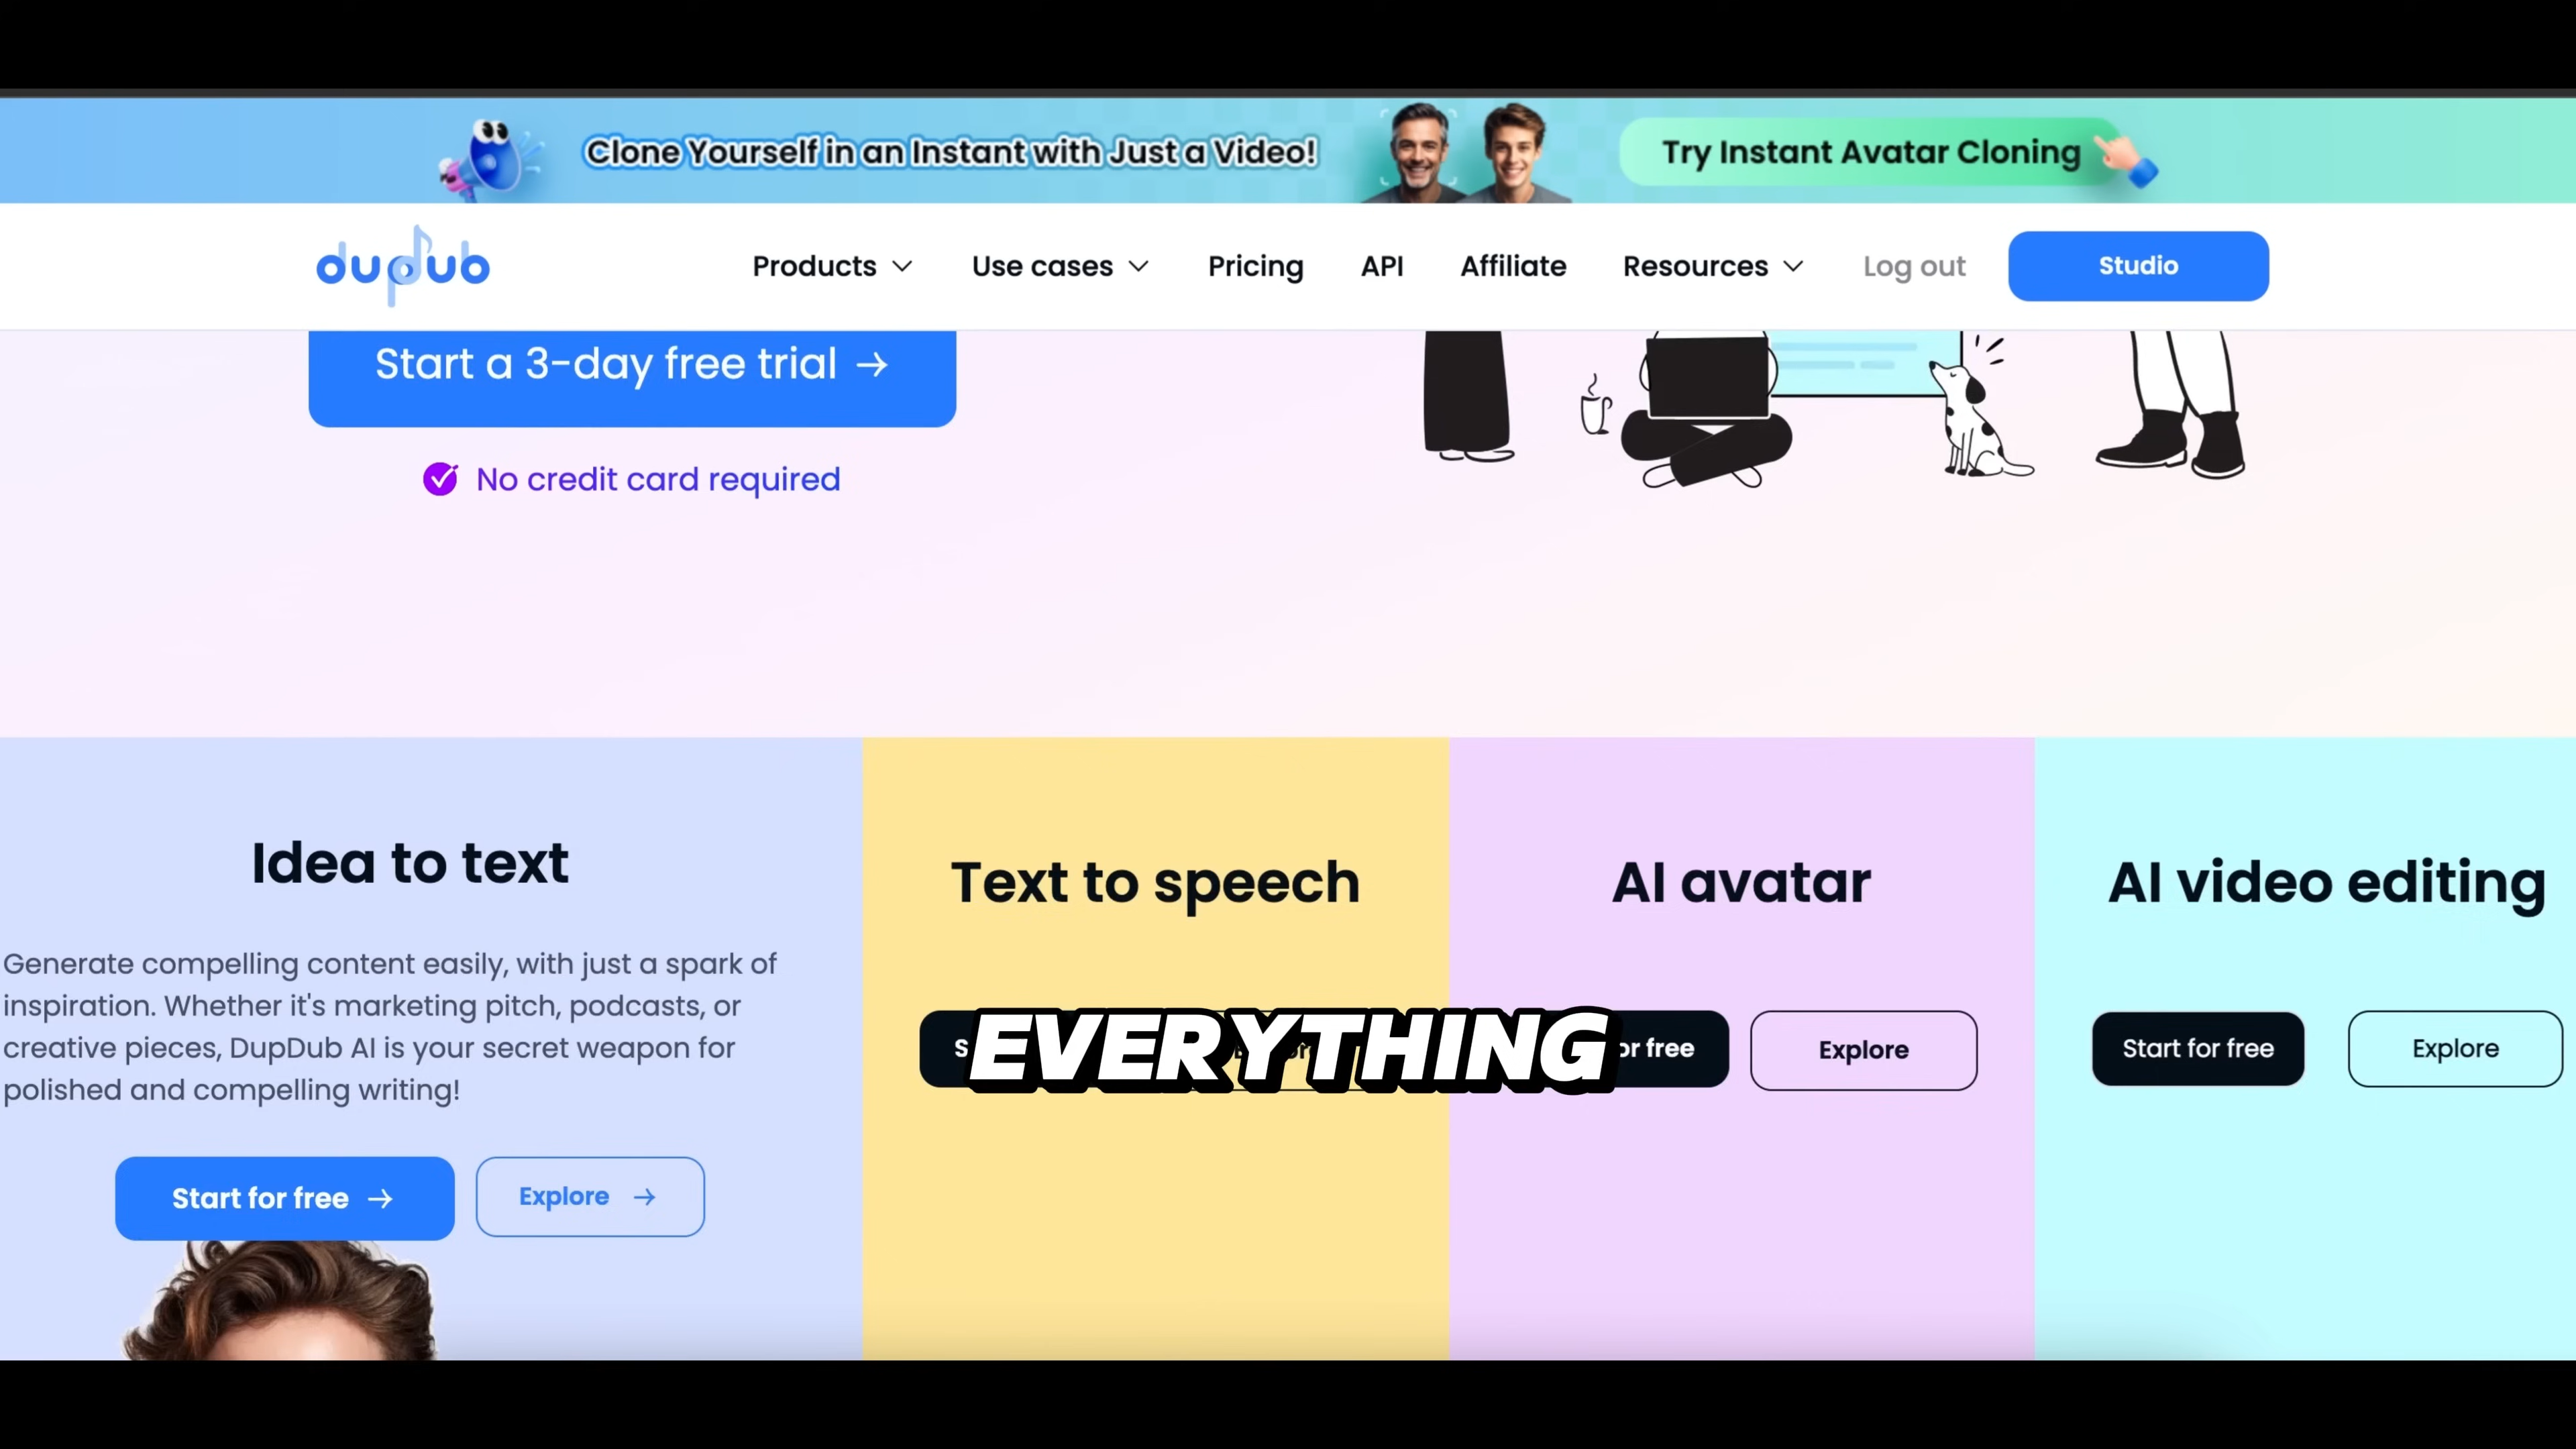 Clone Yourself in an Instant with Just a Video!
Try Instant Avatar Cloning
dupdub
Products
Use cases
Pricing
API
Affiliate
Resources
Log out
Studio
Start a 3-day free trial →
No credit card required
Idea to text
Generate compelling content easily, with just a spark of
inspiration. Whether it's marketing pitch, podcasts, or
creative pieces, DupDub AI is your secret weapon for
polished and compelling writing!
Start for free →
Explore →
Text to speech
AI avatar
or free
Explore
AI video editing
Start for free
Explore
EVERYTHING